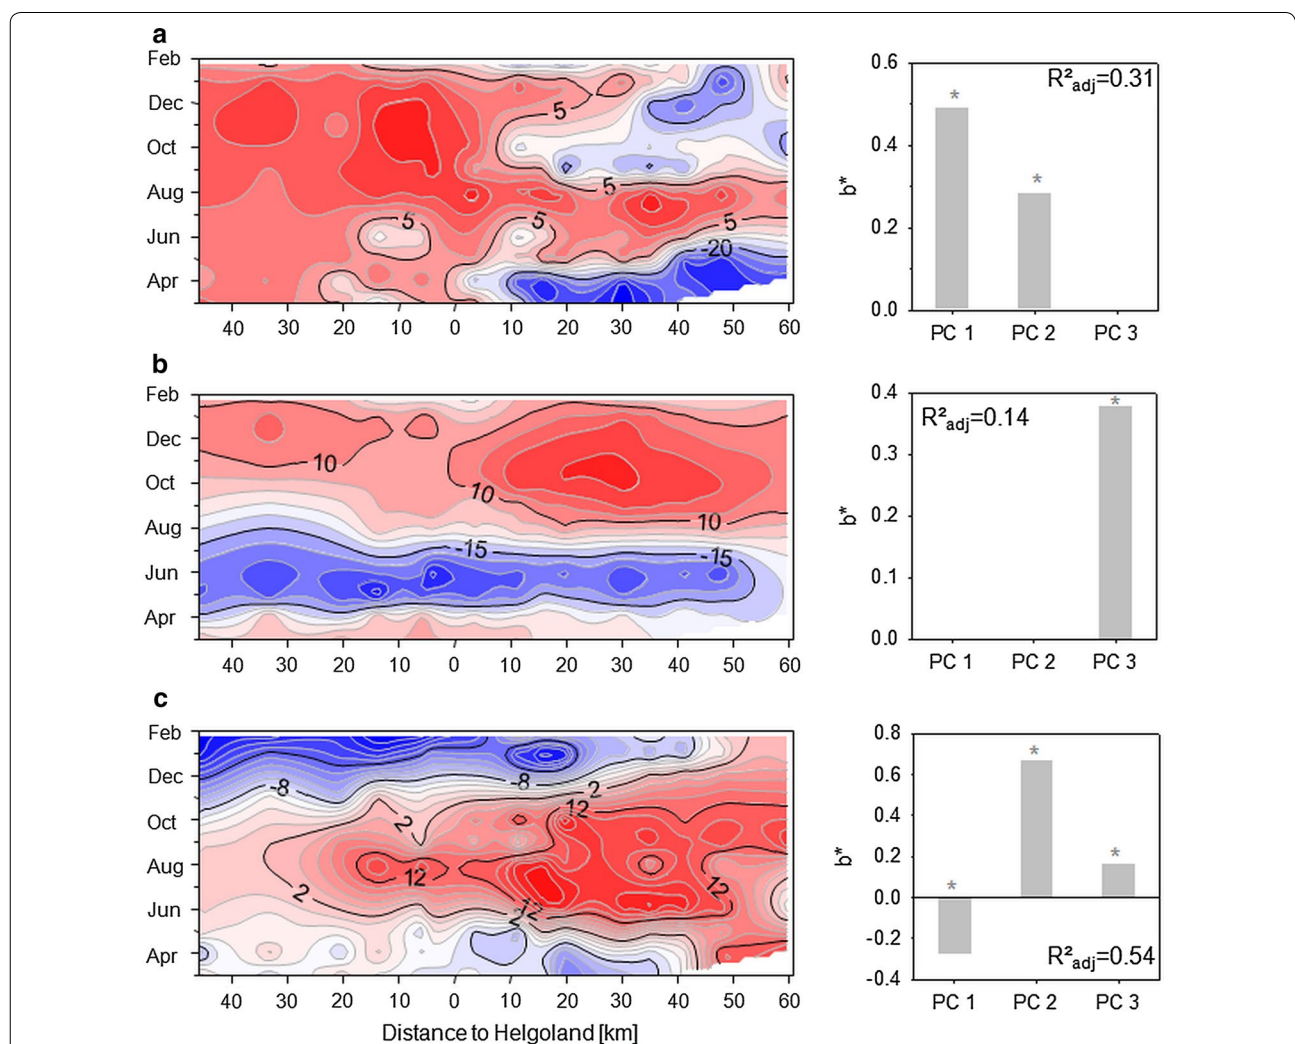 a
Feb
Dec
Oct
Aug
Jun
Apr
5
5
5
5
5
-20
40 30 20 10 0 10 20 30 40 50 60
0.6
0.4
0.2
0.0
b*
R²adj=0.31
*
*
PC 1 PC 2 PC 3
b
Feb
Dec
Oct
Aug
Jun
Apr
10
10
10
-15
-15
40 30 20 10 0 10 20 30 40 50 60
0.4
0.3
0.2
0.1
0.0
b*
R²adj=0.14
*
PC 1 PC 2 PC 3
c
Feb
Dec
Oct
Aug
Jun
Apr
-8
-8
2
2
12
12
12
2
12
2
40 30 20 10 0 10 20 30 40 50 60
Distance to Helgoland [km]
0.8
0.6
0.4
0.2
0.0
-0.2
-0.4
b*
*
*
*
R²adj=0.54
PC 1 PC 2 PC 3